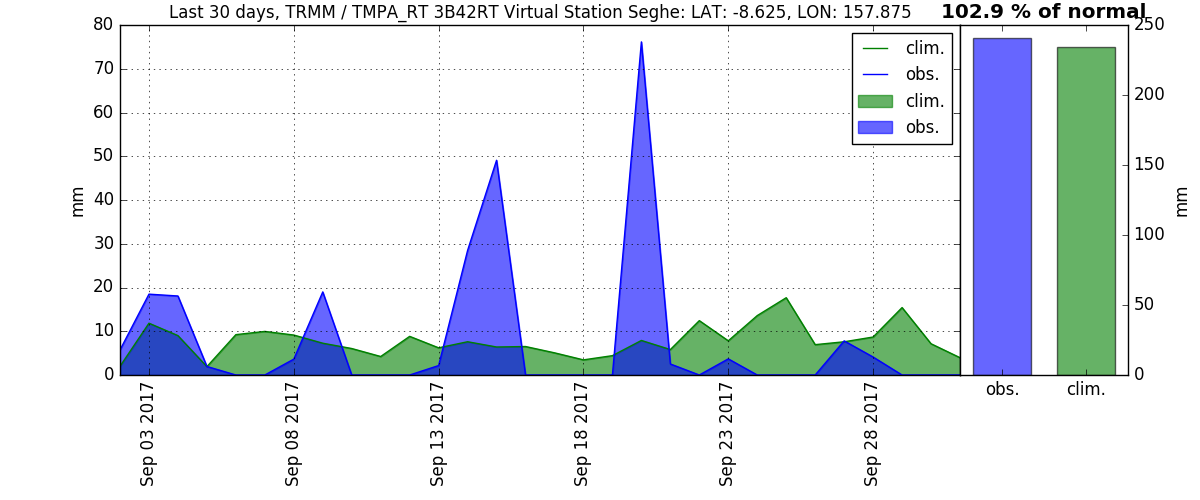 Last 30 days, TRMM / TMPA_RT 3B42RT Virtual Station Seghe: LAT: -8.625, LON: 157.875
102.9 % of normal
80
70
60
50
40
30
20
10
0
mm
clim.
obs.
clim.
obs.
250
200
150
100
50
0
mm
Sep 03 2017
Sep 08 2017
Sep 13 2017
Sep 18 2017
Sep 23 2017
Sep 28 2017
obs.
clim.